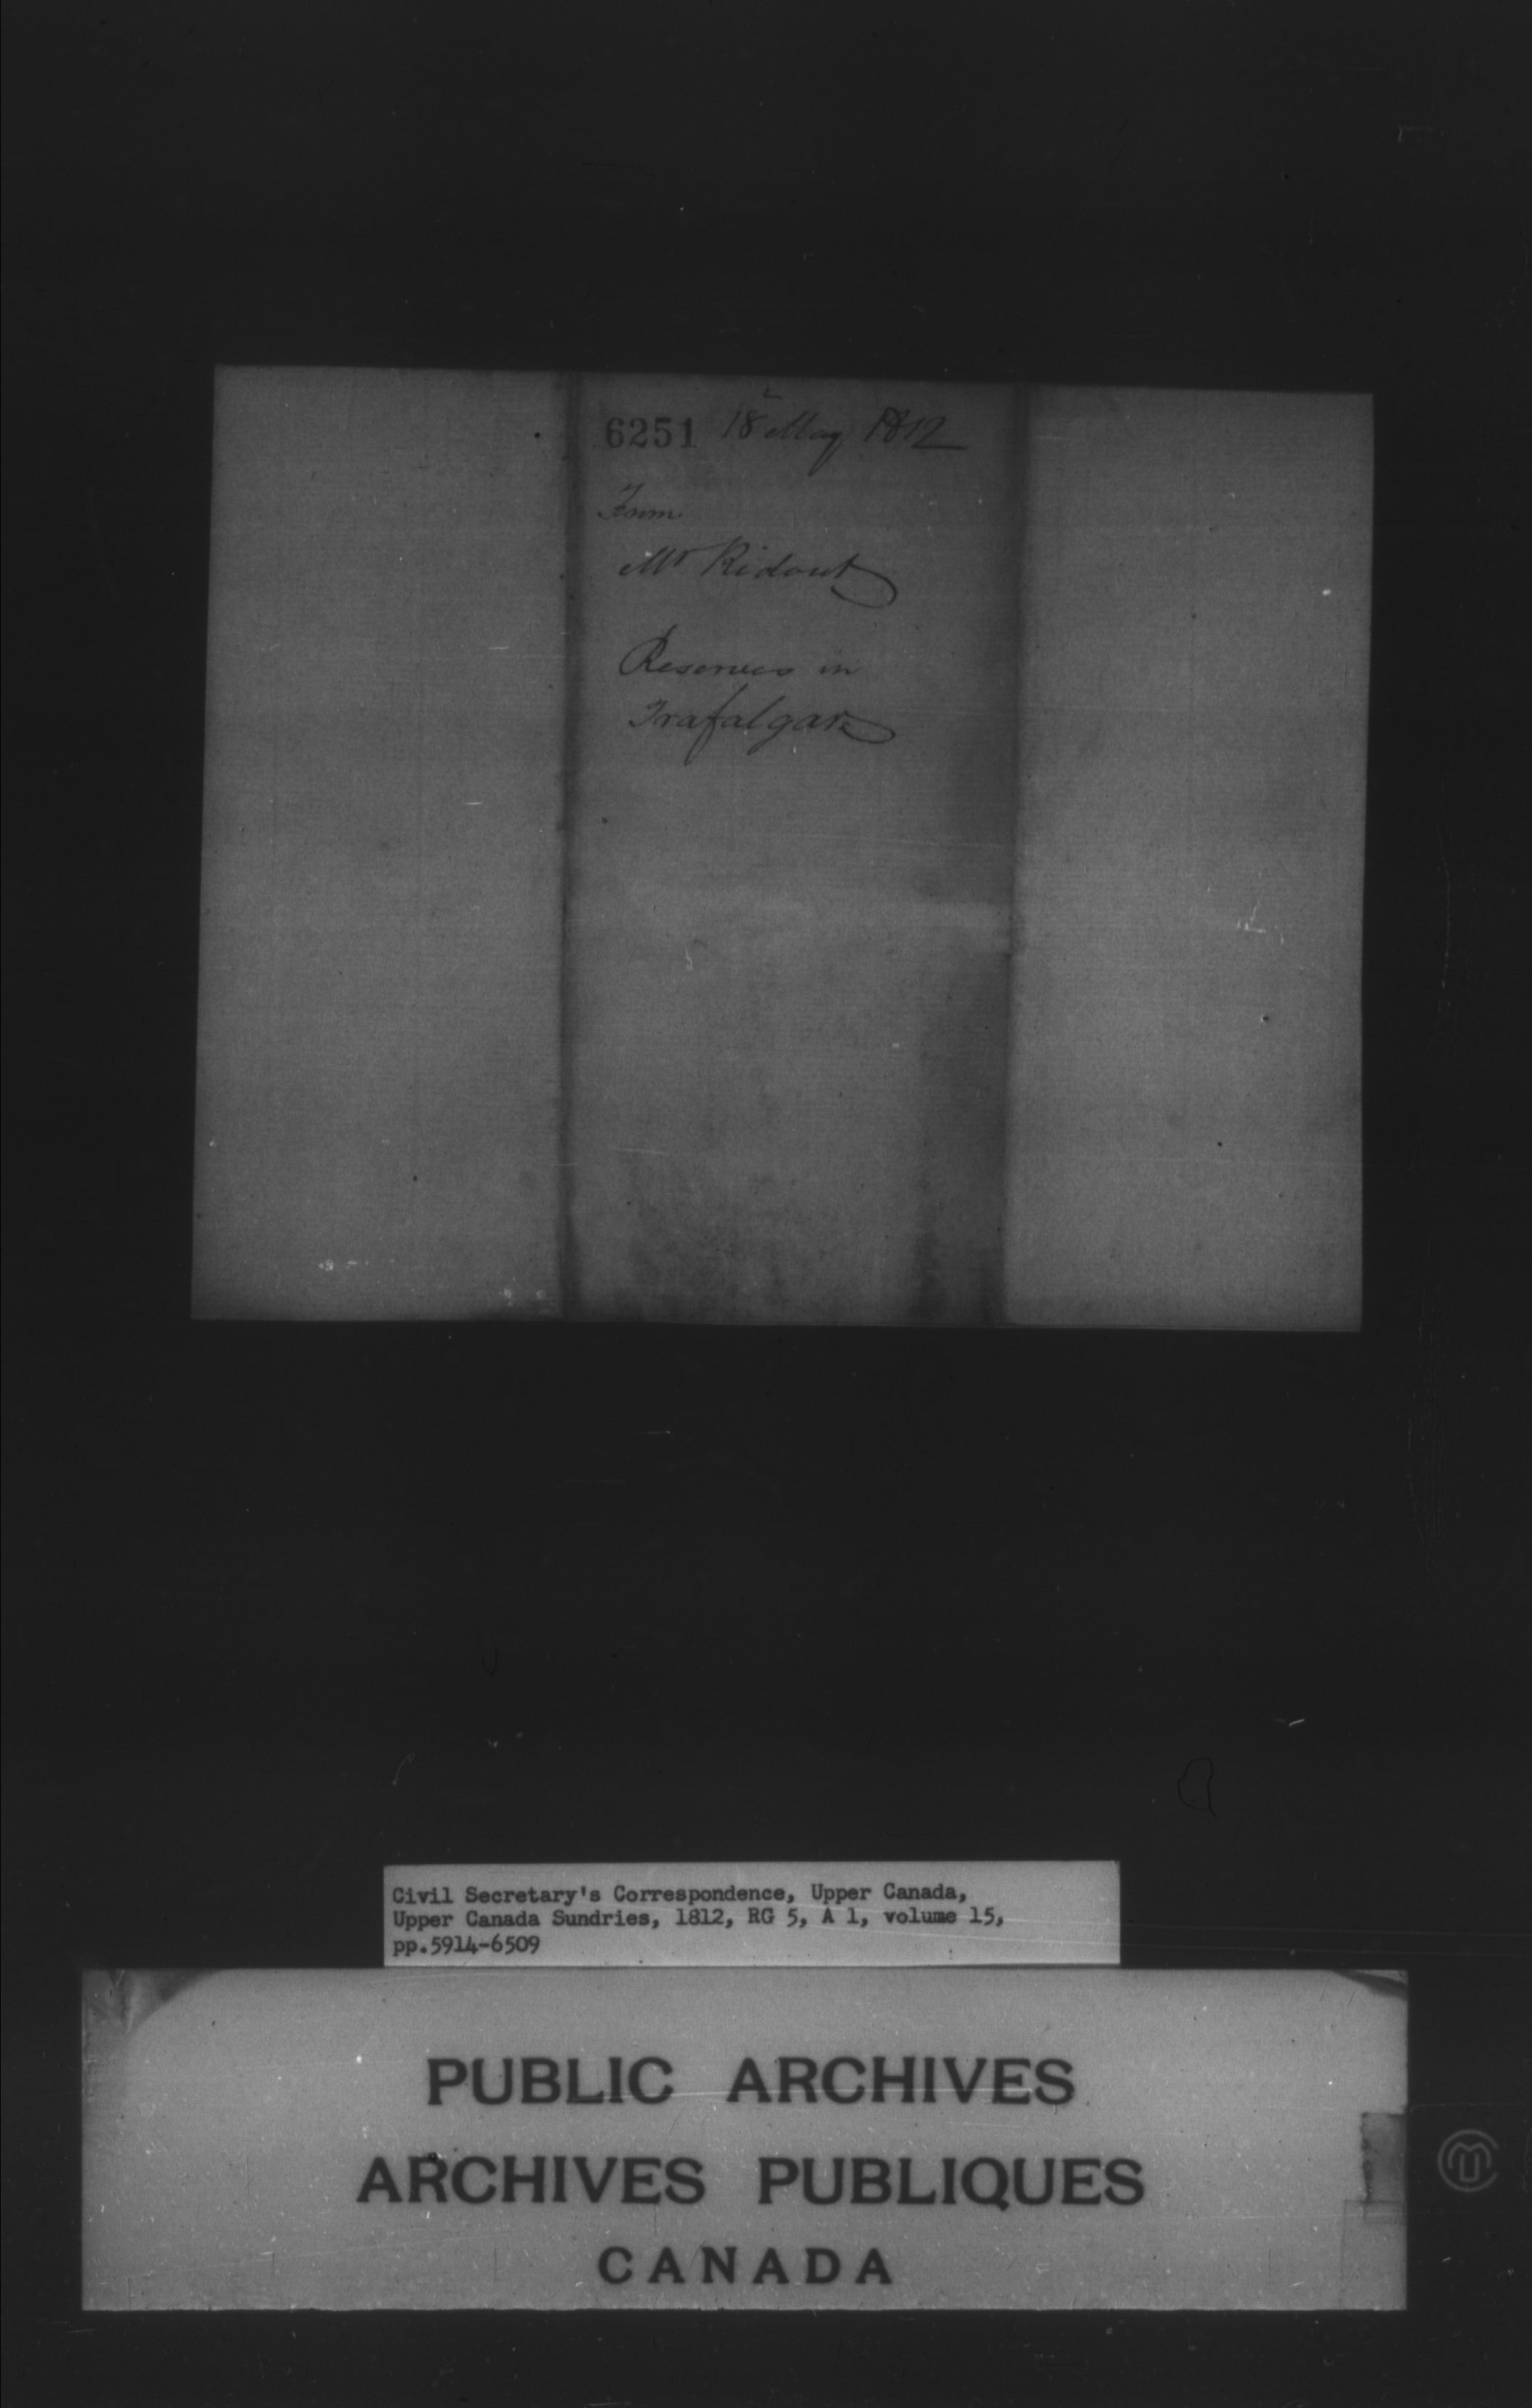 6251 18 May 1812
From
Mr Ridout
Reserves in
Trafalgar
Civil Secretary's Correspondence, Upper Canada,
Upper Canada Sundries, 1812, RG 5, A 1, volume 15,
pp.5914-6509
PUBLIC ARCHIVES
ARCHIVES PUBLIQUES
CANADA